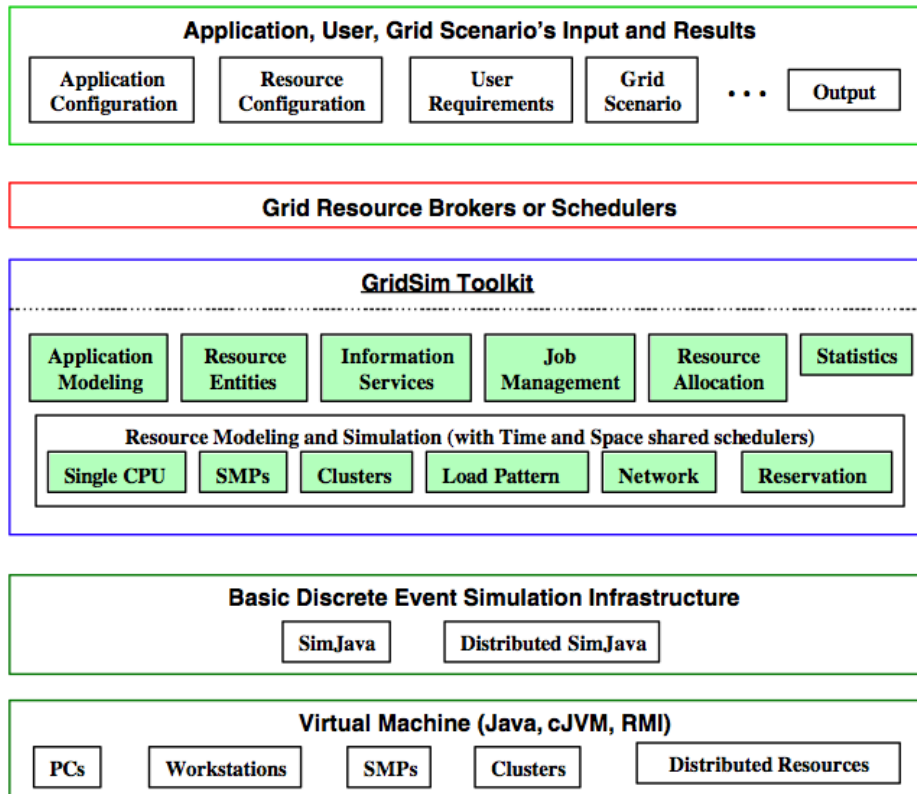 Application, User, Grid Scenario's Input and Results
Application Configuration
Resource Configuration
User Requirements
Grid Scenario
• • •
Output
Grid Resource Brokers or Schedulers
GridSim Toolkit
Application Modeling
Resource Entities
Information Services
Job Management
Resource Allocation
Statistics
Resource Modeling and Simulation (with Time and Space shared schedulers)
Single CPU
SMPs
Clusters
Load Pattern
Network
Reservation
Basic Discrete Event Simulation Infrastructure
SimJava
Distributed SimJava
Virtual Machine (Java, cJVM, RMI)
PCs
Workstations
SMPs
Clusters
Distributed Resources